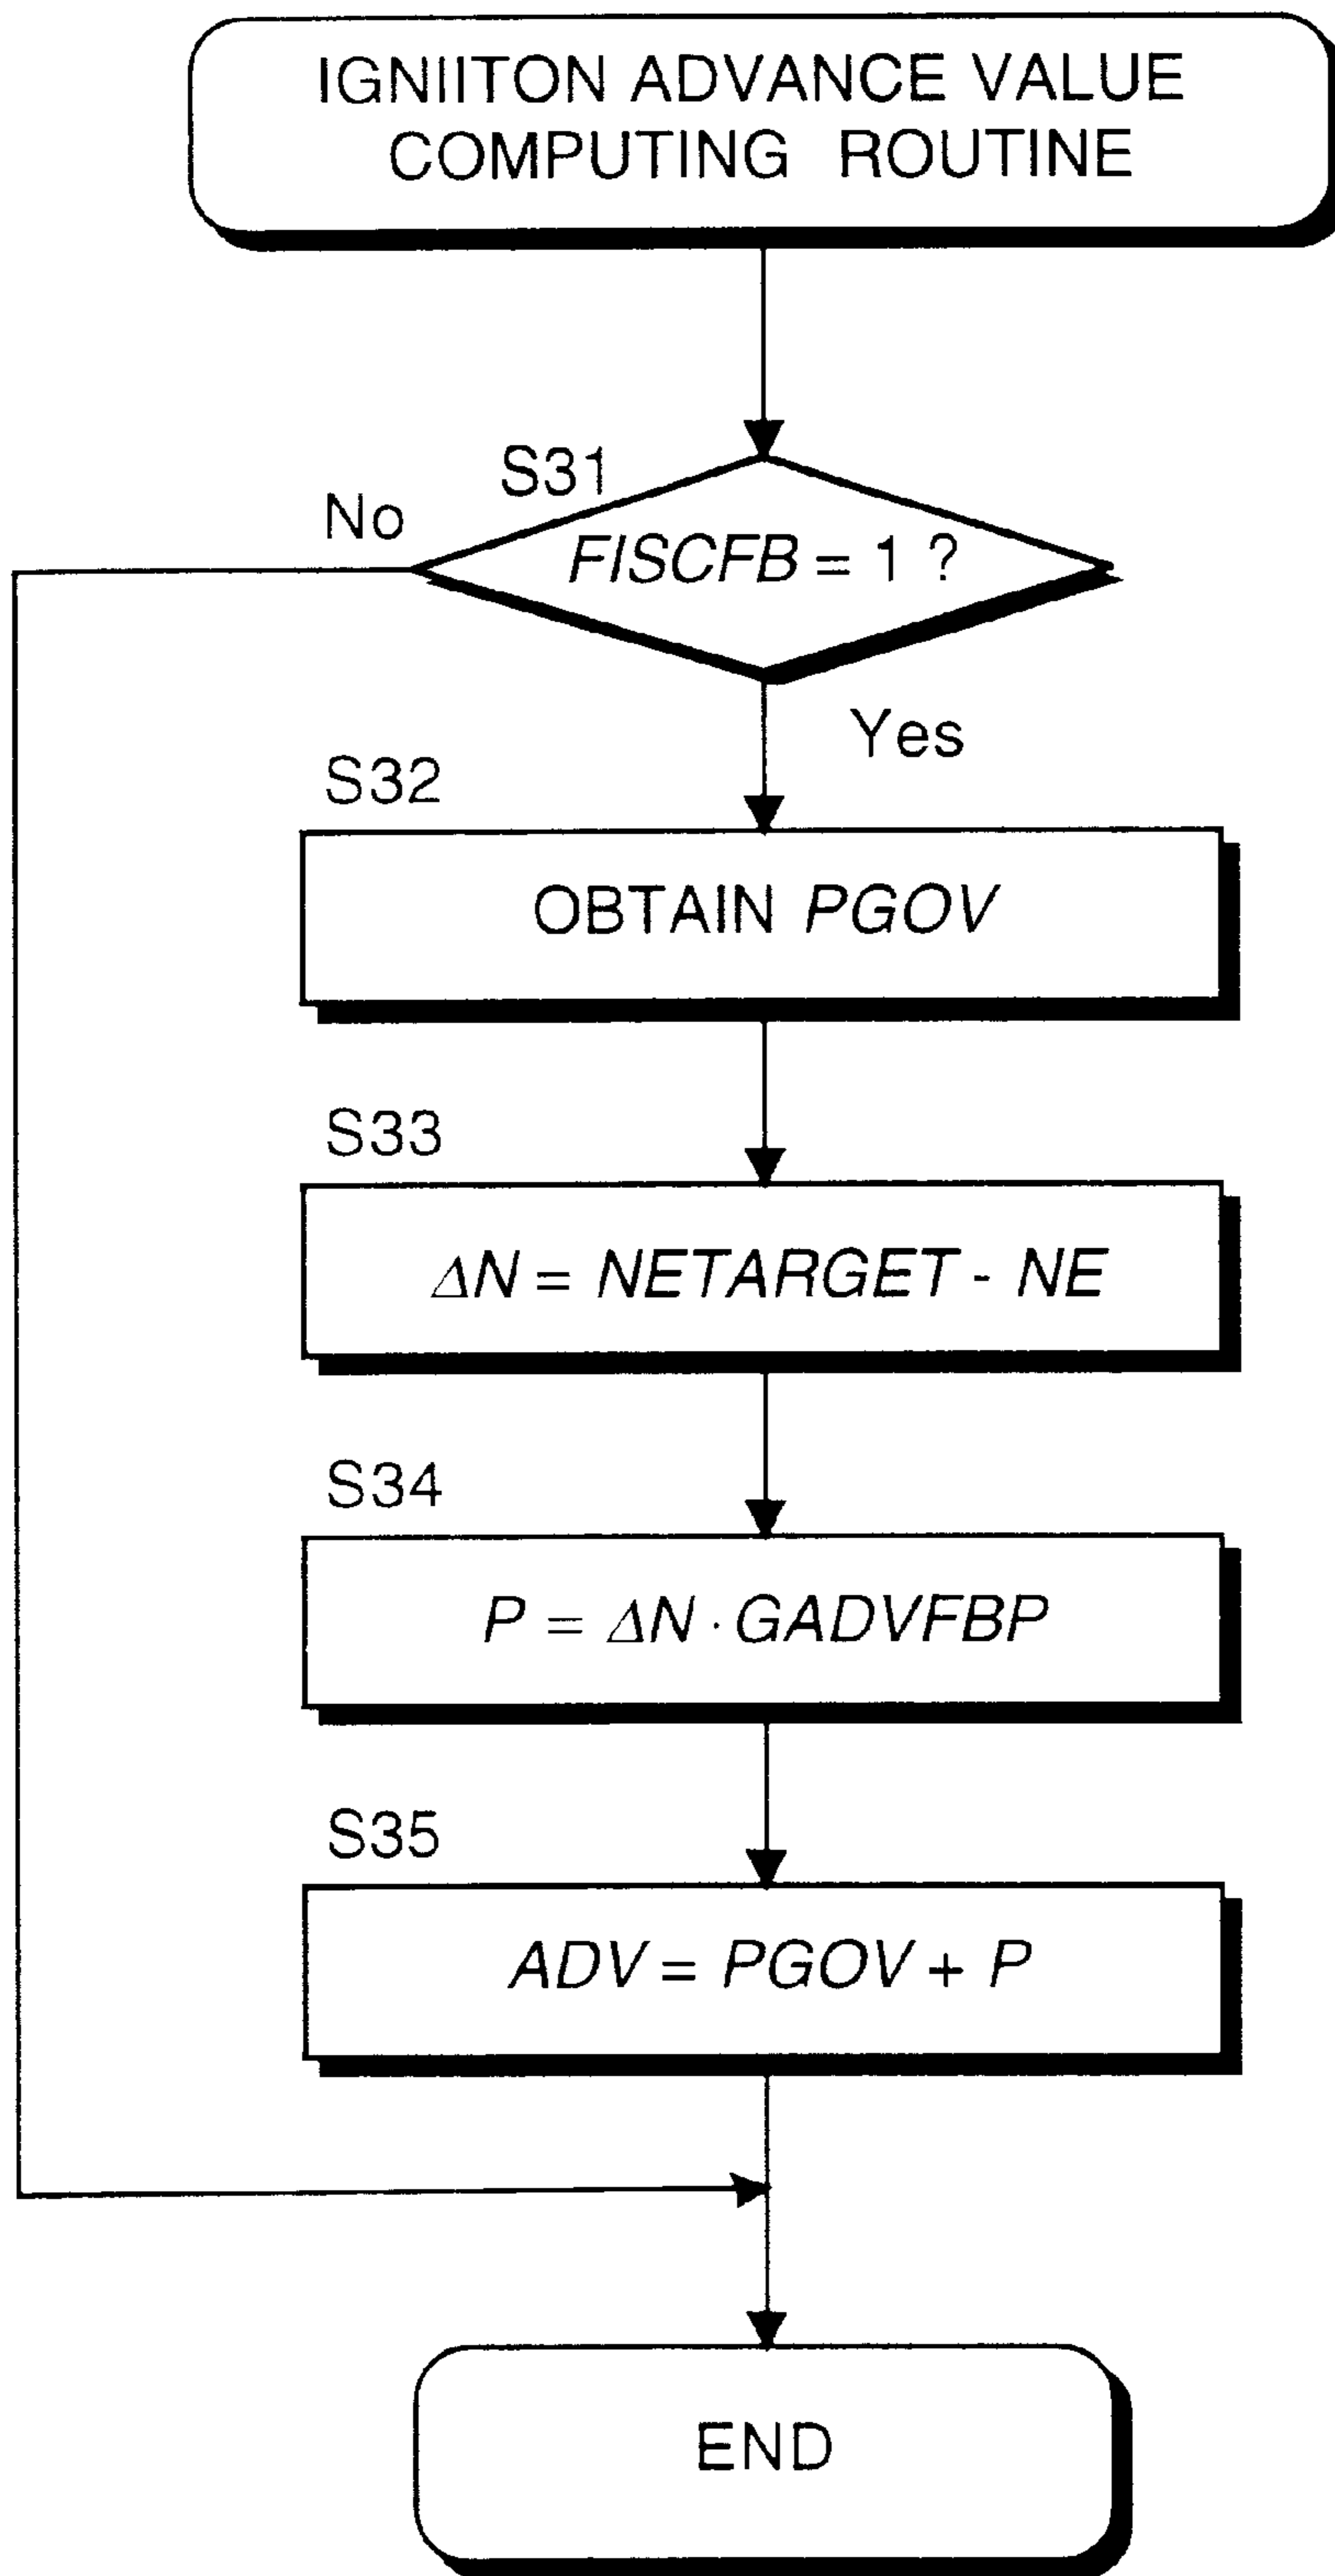 IGNIITON ADVANCE VALUE
COMPUTING ROUTINE
S31
No
FISCFB = 1 ?
Yes
S32
OBTAIN PGOV
S33
ΔN = NETARGET - NE
S34
P = ΔN · GADVFBP
S35
ADV = PGOV + P
END